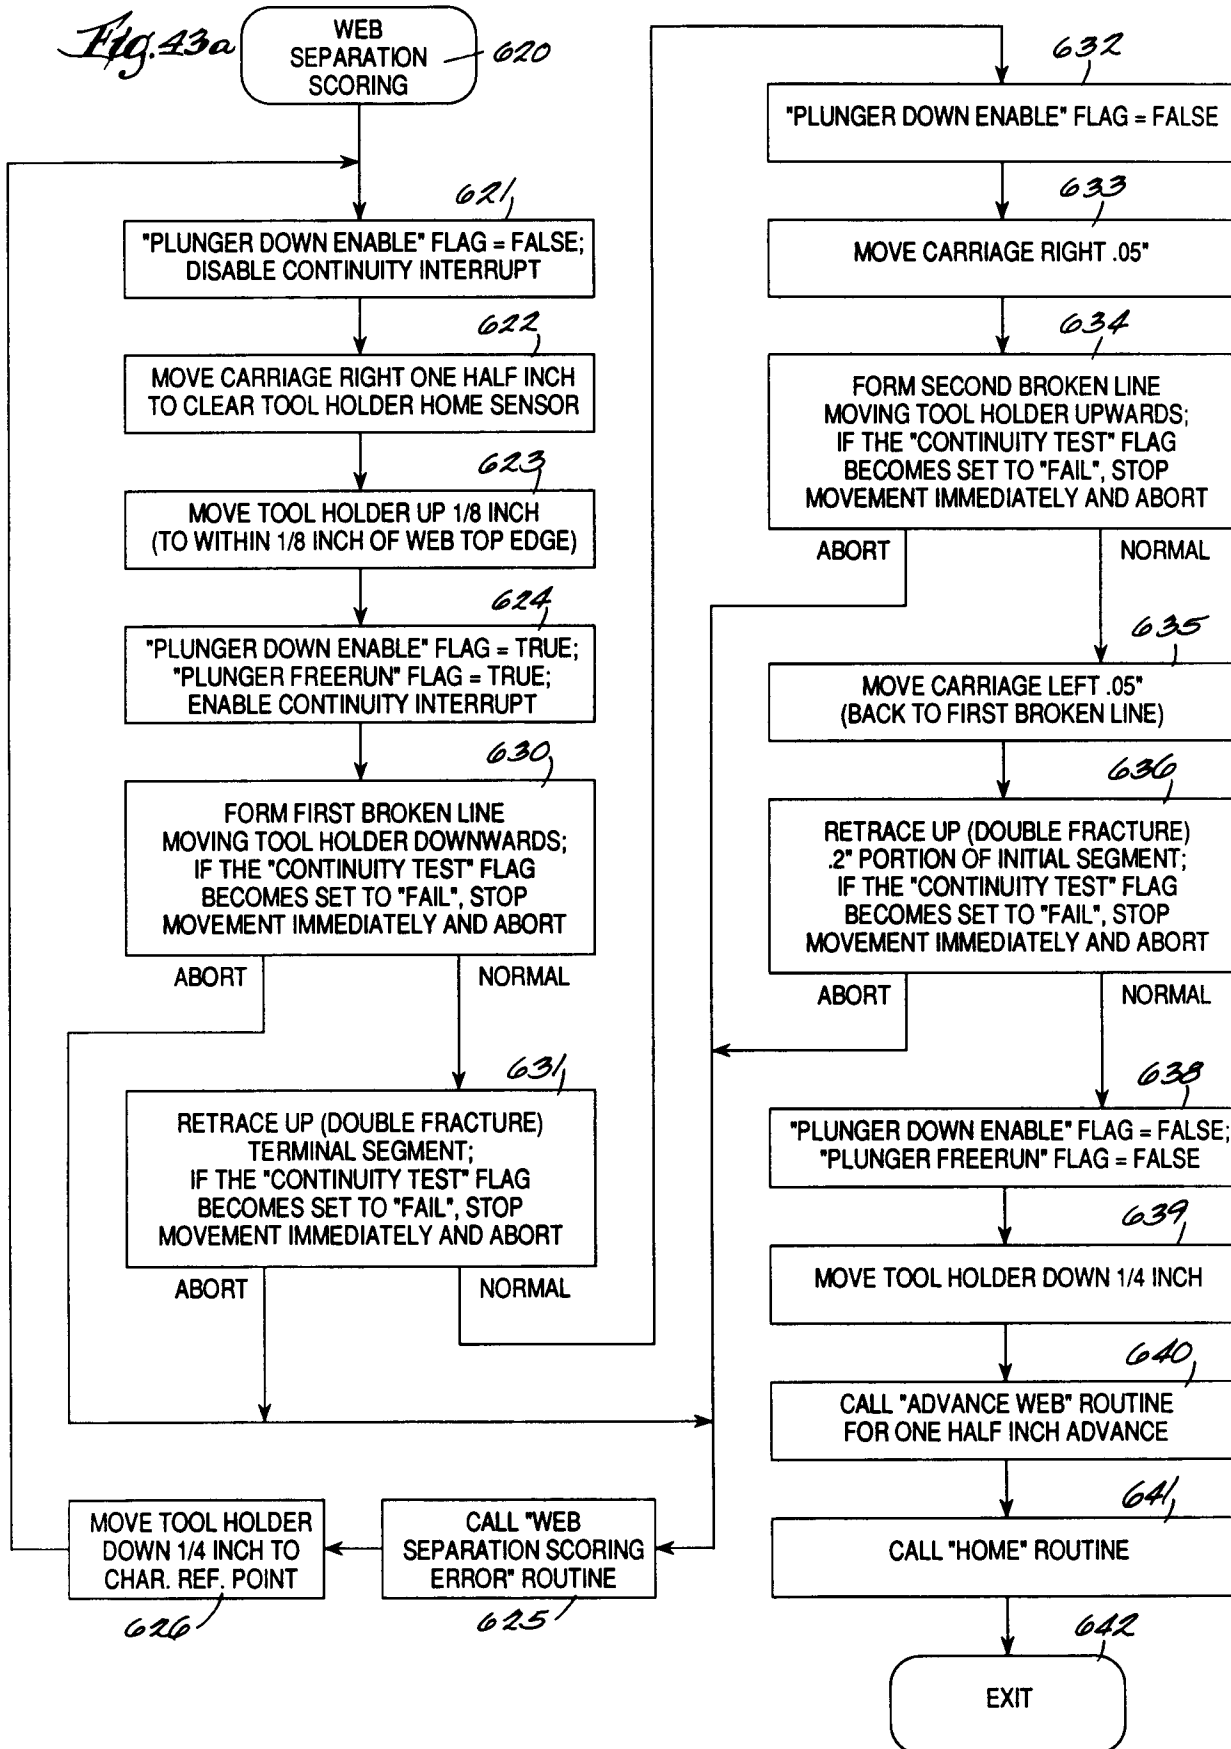 Fig. 43a
WEB
SEPARATION
SCORING
620
621
"PLUNGER DOWN ENABLE" FLAG = FALSE;
DISABLE CONTINUITY INTERRUPT
622
MOVE CARRIAGE RIGHT ONE HALF INCH
TO CLEAR TOOL HOLDER HOME SENSOR
623
MOVE TOOL HOLDER UP 1/8 INCH
(TO WITHIN 1/8 INCH OF WEB TOP EDGE)
624
"PLUNGER DOWN ENABLE" FLAG = TRUE;
"PLUNGER FREERUN" FLAG = TRUE;
ENABLE CONTINUITY INTERRUPT
630
FORM FIRST BROKEN LINE
MOVING TOOL HOLDER DOWNWARDS;
IF THE "CONTINUITY TEST" FLAG
BECOMES SET TO "FAIL", STOP
MOVEMENT IMMEDIATELY AND ABORT
ABORT
NORMAL
631
RETRACE UP (DOUBLE FRACTURE)
TERMINAL SEGMENT;
IF THE "CONTINUITY TEST" FLAG
BECOMES SET TO "FAIL", STOP
MOVEMENT IMMEDIATELY AND ABORT
ABORT
NORMAL
MOVE TOOL HOLDER
DOWN 1/4 INCH TO
CHAR. REF. POINT
626
CALL "WEB
SEPARATION SCORING
ERROR" ROUTINE
625
632
"PLUNGER DOWN ENABLE" FLAG = FALSE
633
MOVE CARRIAGE RIGHT .05"
634
FORM SECOND BROKEN LINE
MOVING TOOL HOLDER UPWARDS;
IF THE "CONTINUITY TEST" FLAG
BECOMES SET TO "FAIL", STOP
MOVEMENT IMMEDIATELY AND ABORT
ABORT
NORMAL
635
MOVE CARRIAGE LEFT .05"
(BACK TO FIRST BROKEN LINE)
636
RETRACE UP (DOUBLE FRACTURE)
.2" PORTION OF INITIAL SEGMENT;
IF THE "CONTINUITY TEST" FLAG
BECOMES SET TO "FAIL", STOP
MOVEMENT IMMEDIATELY AND ABORT
ABORT
NORMAL
638
"PLUNGER DOWN ENABLE" FLAG = FALSE;
"PLUNGER FREERUN" FLAG = FALSE
639
MOVE TOOL HOLDER DOWN 1/4 INCH
640
CALL "ADVANCE WEB" ROUTINE
FOR ONE HALF INCH ADVANCE
641
CALL "HOME" ROUTINE
642
EXIT